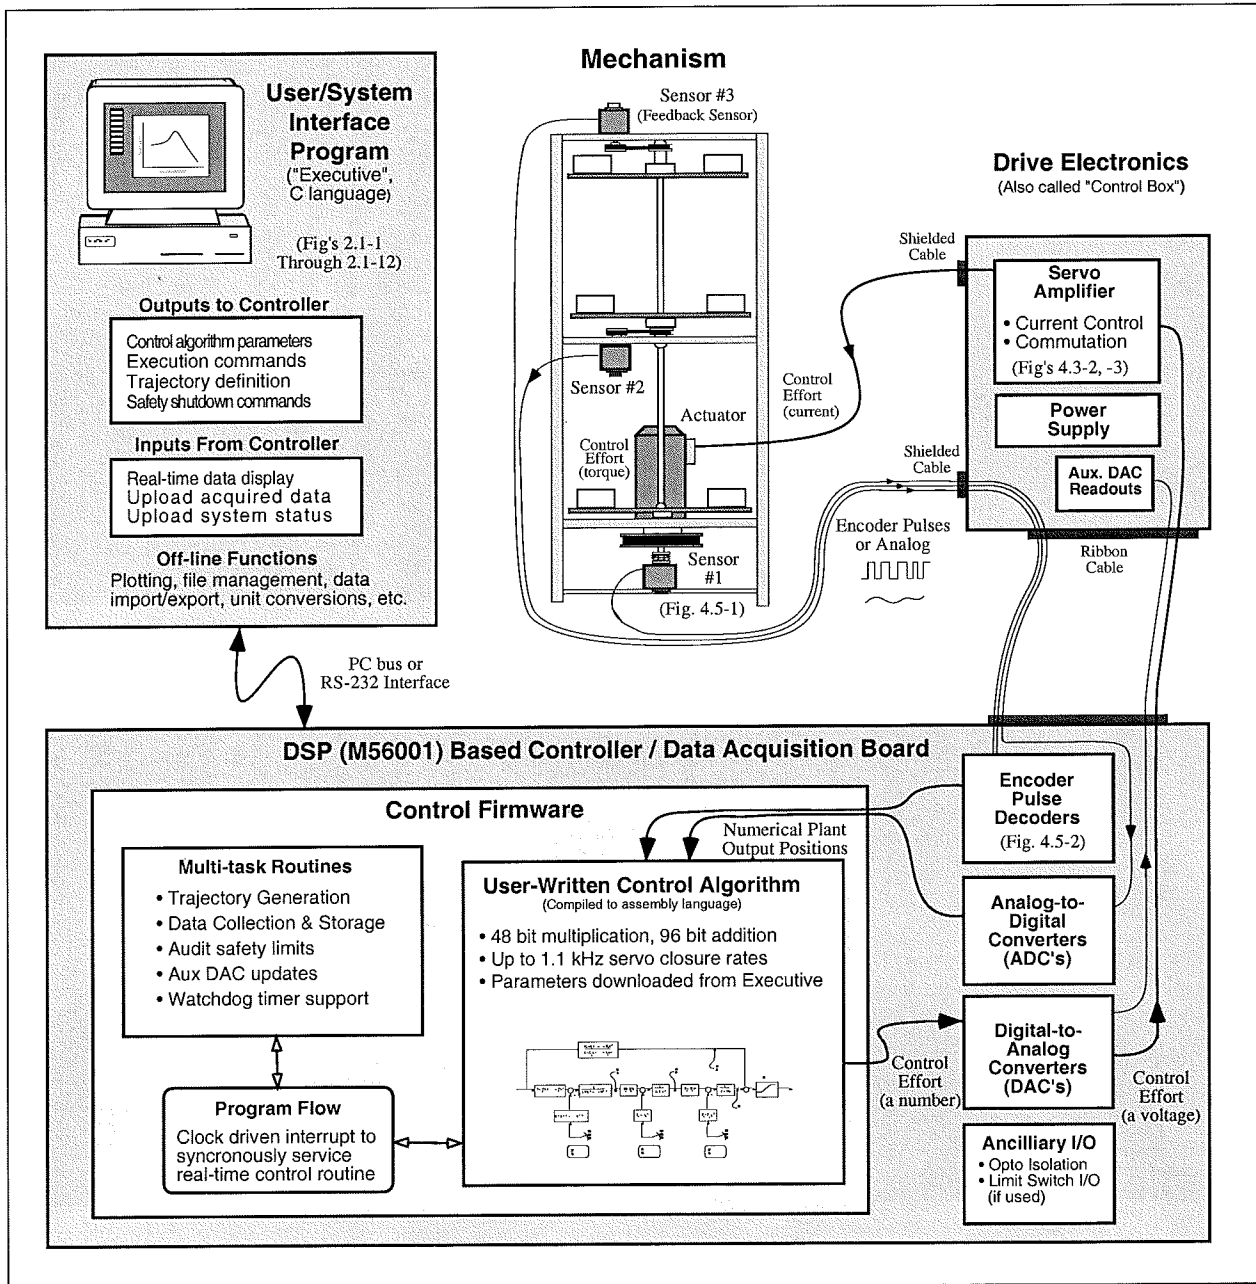 Mechanism
User/System
Interface
Program
("Executive",
C language)
(Fig's 2.1-1
Through 2.1-12)
Outputs to Controller
Control algorithm parameters
Execution commands
Trajectory definition
Safety shutdown commands
Inputs From Controller
Real-time data display
Upload acquired data
Upload system status
Off-line Functions
Plotting, file management, data
import/export, unit conversions, etc.
PC bus or
RS-232 Interface
Sensor #3
(Feedback Sensor)
Sensor #2
Actuator
Control
Effort
(torque)
Sensor
#1
(Fig. 4.5-1)
Control
Effort
(current)
Shielded
Cable
Shielded
Cable
Encoder Pulses
or Analog
Drive Electronics
(Also called "Control Box")
Servo
Amplifier
• Current Control
• Commutation
(Fig's 4.3-2, -3)
Power
Supply
Aux. DAC
Readouts
Ribbon
Cable
DSP (M56001) Based Controller / Data Acquisition Board
Control Firmware
Multi-task Routines
• Trajectory Generation
• Data Collection & Storage
• Audit safety limits
• Aux DAC updates
• Watchdog timer support
Program Flow
Clock driven interrupt to
syncronously service
real-time control routine
Numerical Plant
Output Positions
User-Written Control Algorithm
(Compiled to assembly language)
• 48 bit multiplication, 96 bit addition
• Up to 1.1 kHz servo closure rates
• Parameters downloaded from Executive
Encoder
Pulse
Decoders
(Fig. 4.5-2)
Analog-to-
Digital
Converters
(ADC's)
Digital-to-
Analog
Converters
(DAC's)
Control
Effort
(a number)
Control
Effort
(a voltage)
Ancilliary I/O
• Opto Isolation
• Limit Switch I/O
(if used)